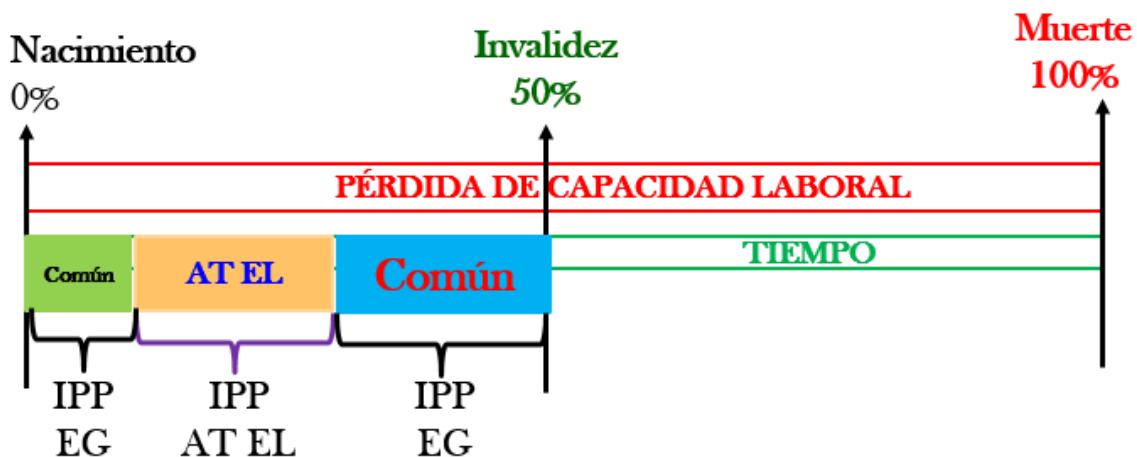 Nacimiento
0%
Invalidez
50%
Muerte
100%
PÉRDIDA DE CAPACIDAD LABORAL
TIEMPO
Común
AT EL
Común
IPP
EG
IPP
AT EL
IPP
EG